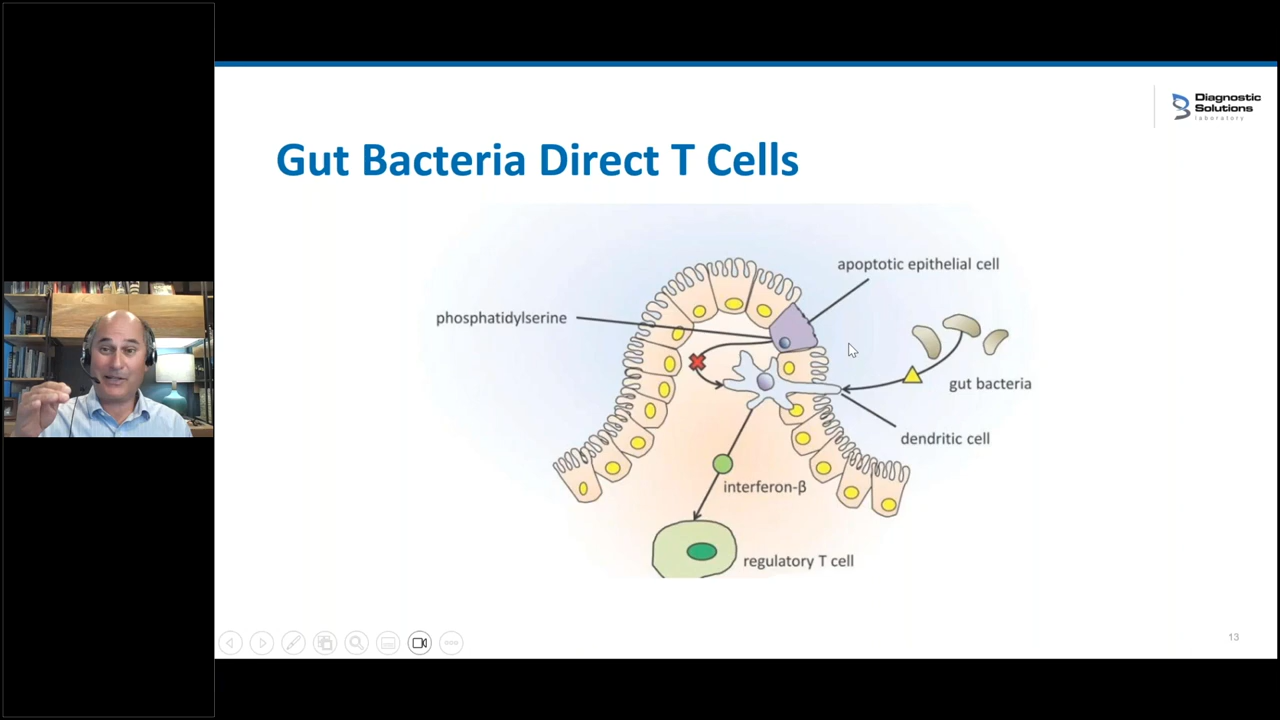 Diagnostic
Solutions
laboratory
Gut Bacteria Direct T Cells
apoptotic epithelial cell
phosphatidylserine
gut bacteria
dendritic cell
interferon-β
regulatory T cell
13